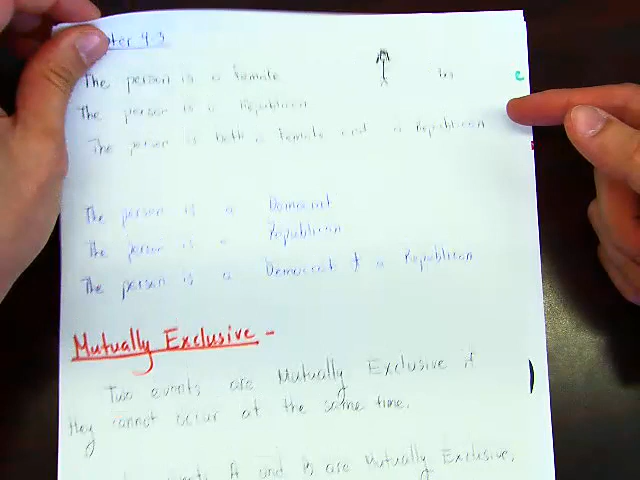 ter 4.3
The person is a Female
The person is a Republican
The person is both a Female and a Republican
The person is a Democrat
The person is a Republican
The person is a Democrat & a Republican
Mutually Exclusive -
Two events are Mutually Exclusive if
they cannot occur at the same time.
events A and B are Mutually Exclusive,